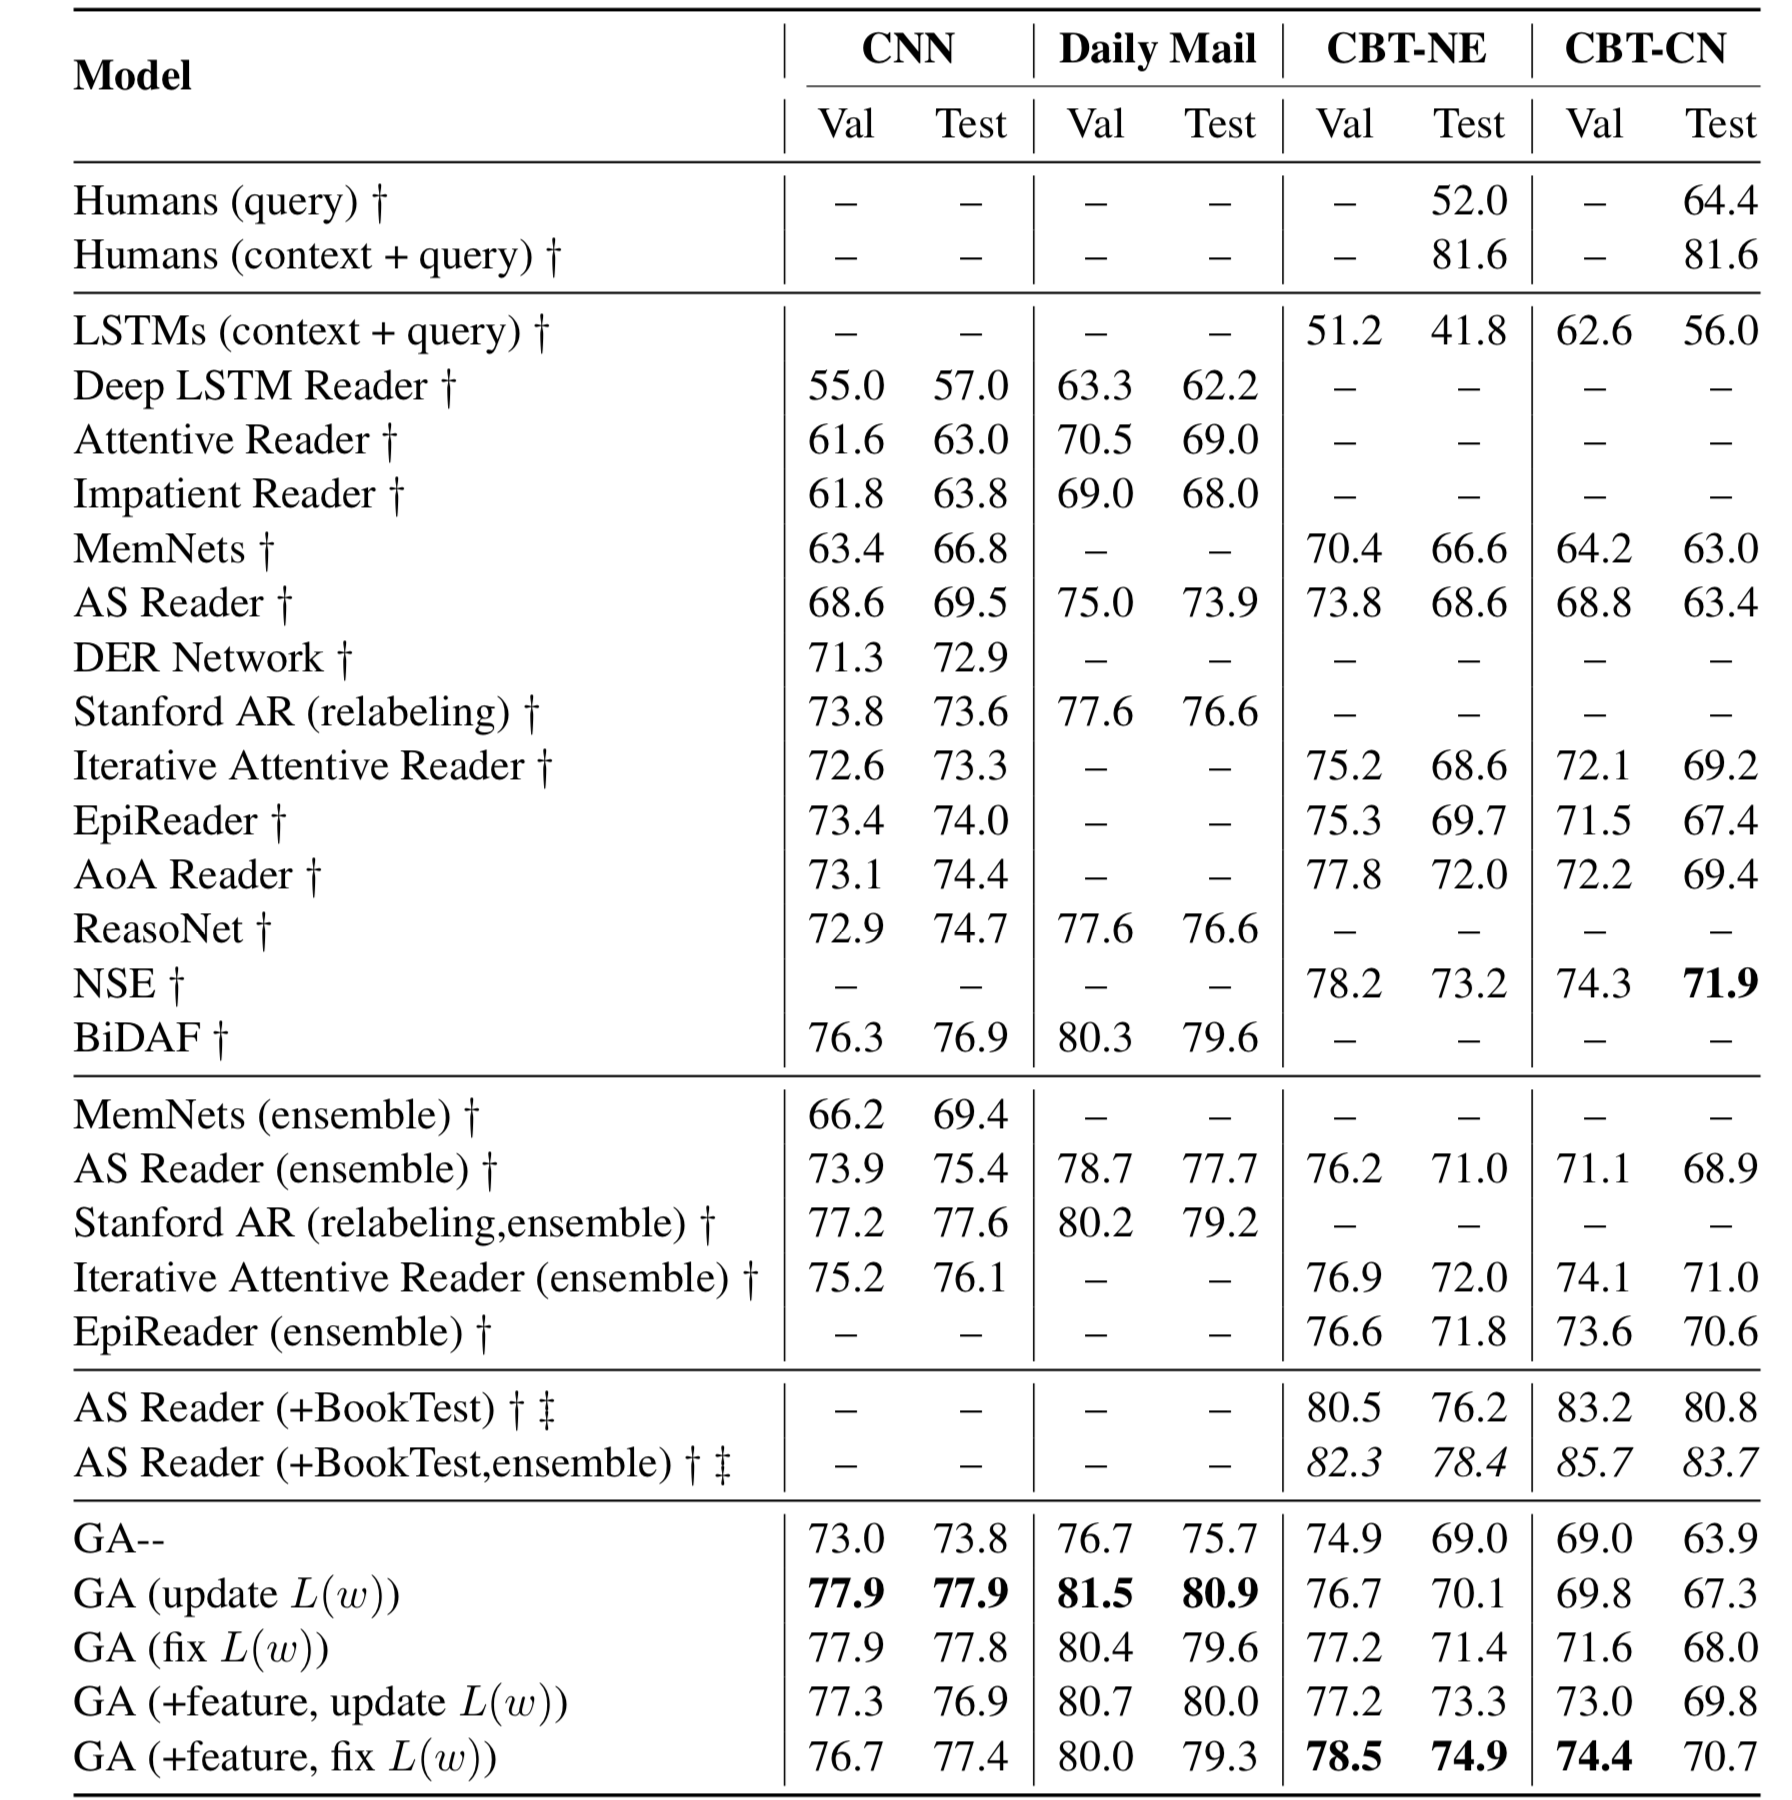 Model CNN Daily Mail CBT-NE CBT-CN
Val Test Val Test Val Test Val Test
Humans (query) † – – – – – 52.0 – 64.4
Humans (context + query) † – – – – – 81.6 – 81.6
LSTMs (context + query) † – – – – 51.2 41.8 62.6 56.0
Deep LSTM Reader † 55.0 57.0 63.3 62.2 – – – –
Attentive Reader † 61.6 63.0 70.5 69.0 – – – –
Impatient Reader † 61.8 63.8 69.0 68.0 – – – –
MemNets † 63.4 66.8 – – 70.4 66.6 64.2 63.0
AS Reader † 68.6 69.5 75.0 73.9 73.8 68.6 68.8 63.4
DER Network † 71.3 72.9 – – – – – –
Stanford AR (relabeling) † 73.8 73.6 77.6 76.6 – – – –
Iterative Attentive Reader † 72.6 73.3 – – 75.2 68.6 72.1 69.2
EpiReader † 73.4 74.0 – – 75.3 69.7 71.5 67.4
AoA Reader † 73.1 74.4 – – 77.8 72.0 72.2 69.4
ReasoNet † 72.9 74.7 77.6 76.6 – – – –
NSE † – – – – 78.2 73.2 74.3 71.9
BiDAF † 76.3 76.9 80.3 79.6 – – – –
MemNets (ensemble) † 66.2 69.4 – – – – – –
AS Reader (ensemble) † 73.9 75.4 78.7 77.7 76.2 71.0 71.1 68.9
Stanford AR (relabeling,ensemble) † 77.2 77.6 80.2 79.2 – – – –
Iterative Attentive Reader (ensemble) † 75.2 76.1 – – 76.9 72.0 74.1 71.0
EpiReader (ensemble) † – – – – 76.6 71.8 73.6 70.6
AS Reader (+BookTest) † ‡ – – – – 80.5 76.2 83.2 80.8
AS Reader (+BookTest,ensemble) † ‡ – – – – 82.3 78.4 85.7 83.7
GA-- 73.0 73.8 76.7 75.7 74.9 69.0 69.0 63.9
GA (update L(w)) 77.9 77.9 81.5 80.9 76.7 70.1 69.8 67.3
GA (fix L(w)) 77.9 77.8 80.4 79.6 77.2 71.4 71.6 68.0
GA (+feature, update L(w)) 77.3 76.9 80.7 80.0 77.2 73.3 73.0 69.8
GA (+feature, fix L(w)) 76.7 77.4 80.0 79.3 78.5 74.9 74.4 70.7